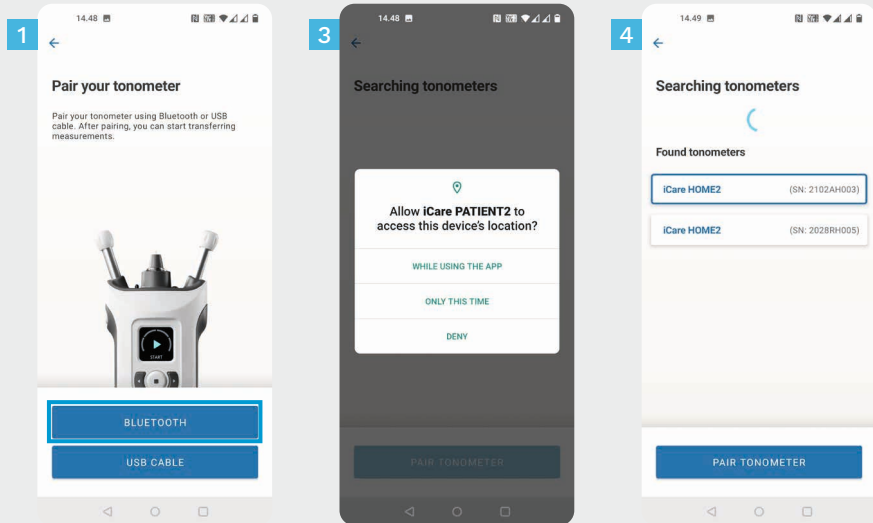 1
14.48
Pair your tonometer
Pair your tonometer using Bluetooth or USB
cable. After pairing, you can start transferring
measurements.
START
BLUETOOTH
USB CABLE
3
14.48
Searching tonometers
Allow iCare PATIENT2 to
access this device's location?
WHILE USING THE APP
ONLY THIS TIME
DENY
PAIR TONOMETER
4
14.49
Searching tonometers
Found tonometers
iCare HOME2 (SN: 2102AH003)
iCare HOME2 (SN: 2028RH005)
PAIR TONOMETER